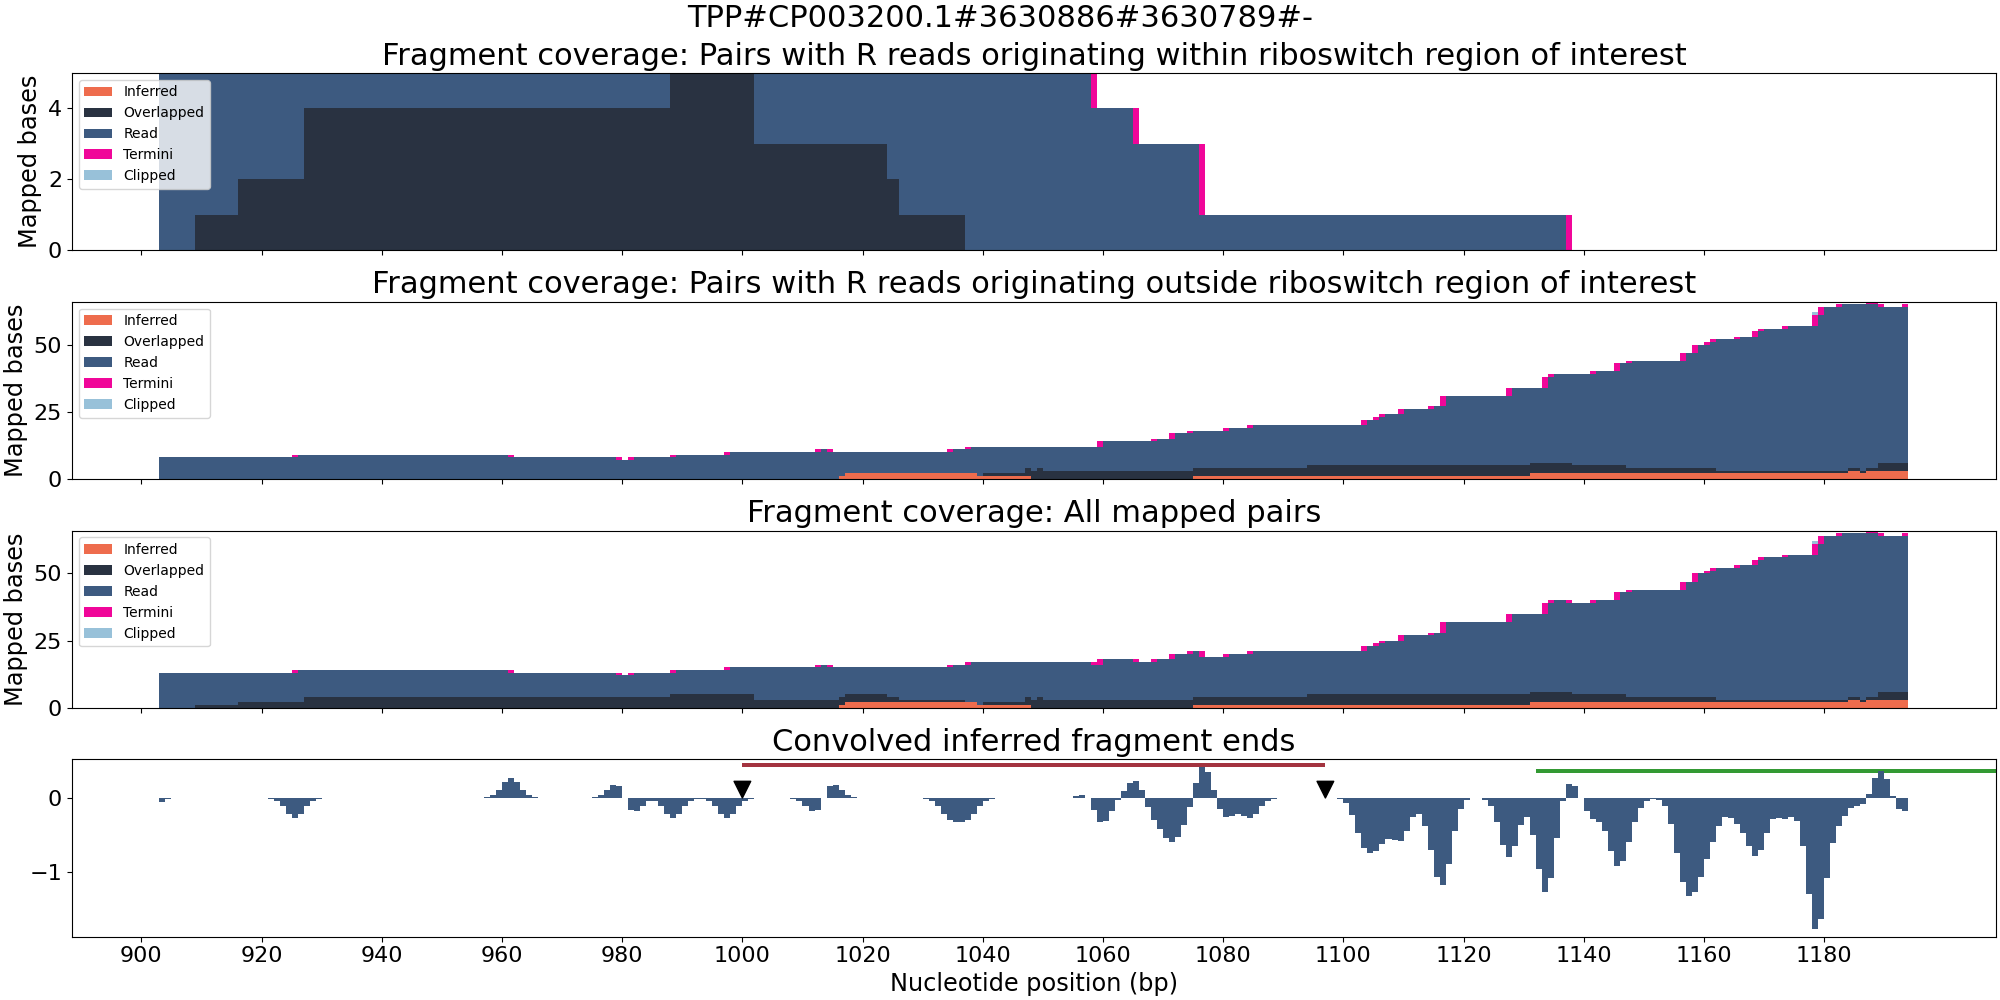 TPP#CP003200.1#3630886#3630789#-
Fragment coverage: Pairs with R reads originating within riboswitch region of interest
Mapped bases
4
2
0
Inferred
Overlapped
Read
Termini
Clipped
Fragment coverage: Pairs with R reads originating outside riboswitch region of interest
Mapped bases
50
25
0
Inferred
Overlapped
Read
Termini
Clipped
Fragment coverage: All mapped pairs
Mapped bases
50
25
0
Inferred
Overlapped
Read
Termini
Clipped
Convolved inferred fragment ends
0
−1
900 920 940 960 980 1000 1020 1040 1060 1080 1100 1120 1140 1160 1180
Nucleotide position (bp)